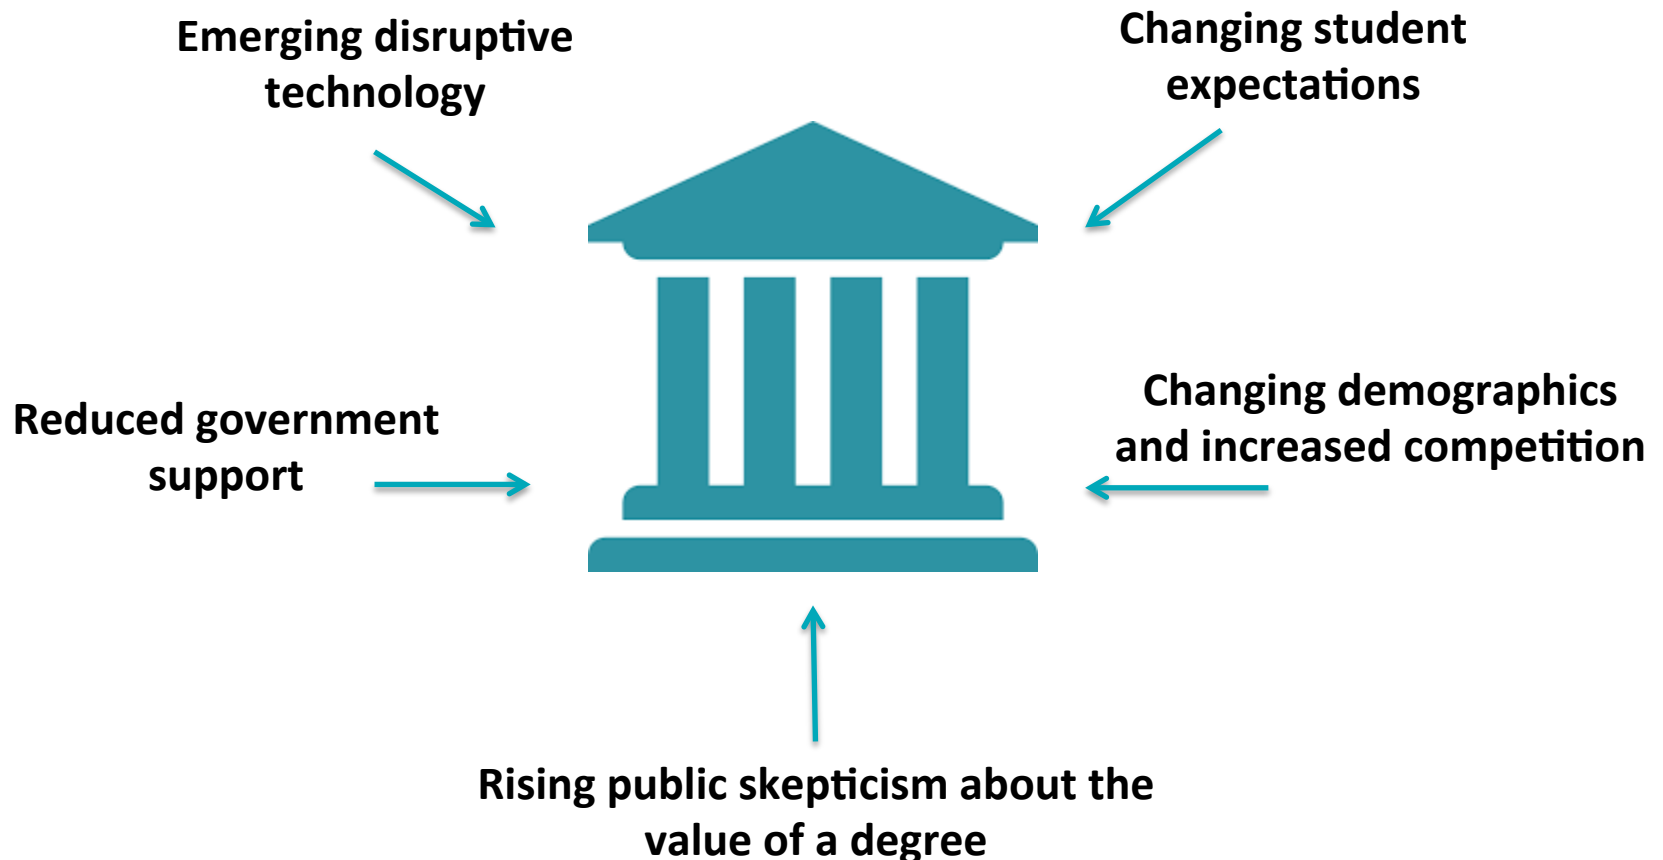 Emerging disruptive
technology
Changing student
expectations
Reduced government
support
Changing demographics
and increased competition
Rising public skepticism about the
value of a degree